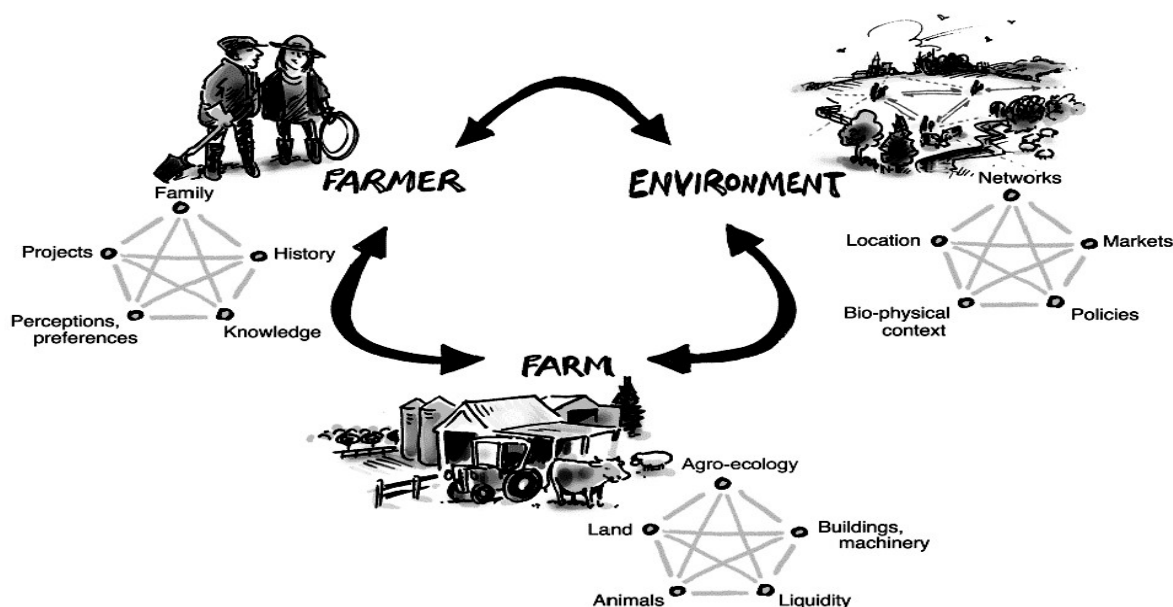 FARMER
ENVIRONMENT
Family
Projects
History
Perceptions,
preferences
Knowledge
Networks
Location
Markets
Bio-physical
context
Policies
FARM
Agro-ecology
Land
Buildings,
machinery
Animals
Liquidity